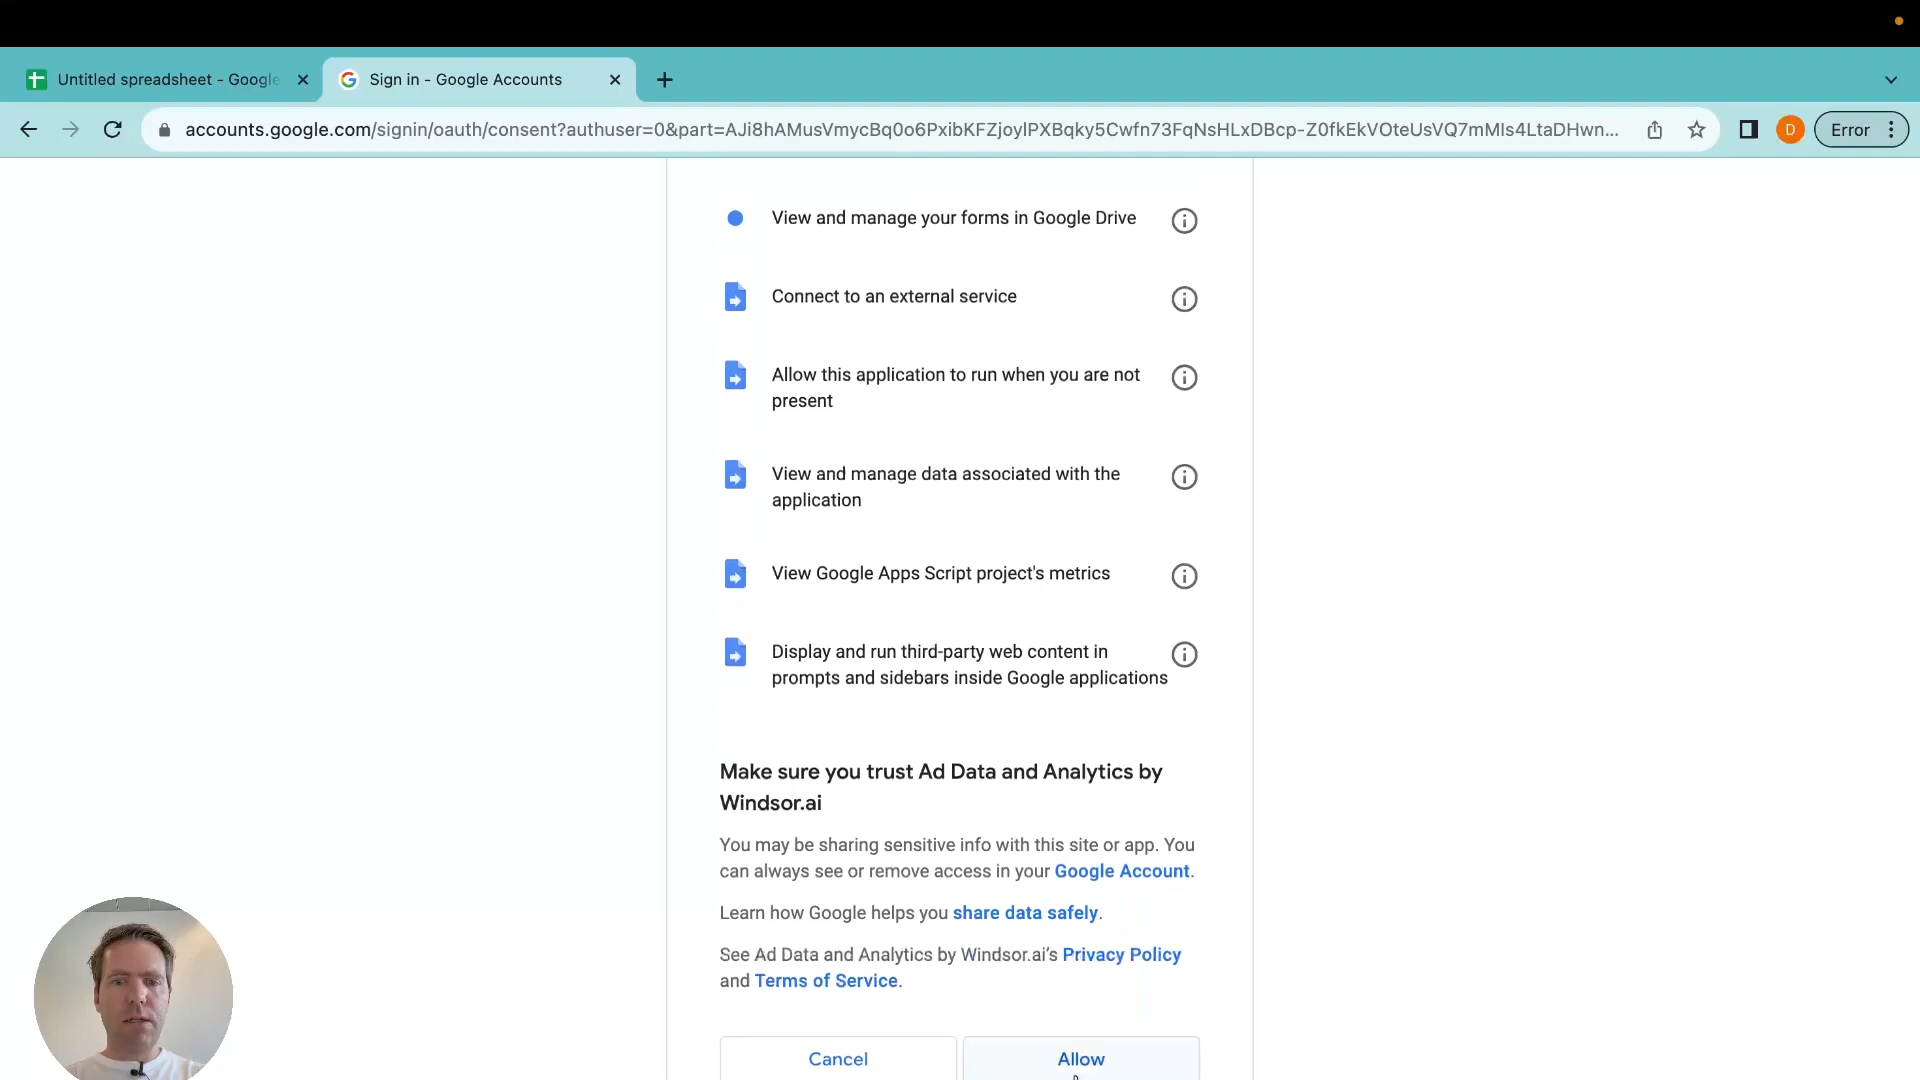 Untitled spreadsheet - Google
Sign in - Google Accounts
accounts.google.com/signin/oauth/consent?authuser=0&part=AJi8hAMusVmycBq0o6PxibKFZjoylPXBqky5Cwfn73FqNsHLxDBcp-Z0fkEkVOteUsVQ7mMls4LtaDHwn...
D
Error
View and manage your forms in Google Drive
Connect to an external service
Allow this application to run when you are not
present
View and manage data associated with the
application
View Google Apps Script project's metrics
Display and run third-party web content in
prompts and sidebars inside Google applications
Make sure you trust Ad Data and Analytics by
Windsor.ai
You may be sharing sensitive info with this site or app. You
can always see or remove access in your Google Account.
Learn how Google helps you share data safely.
See Ad Data and Analytics by Windsor.ai’s Privacy Policy
and Terms of Service.
Cancel
Allow